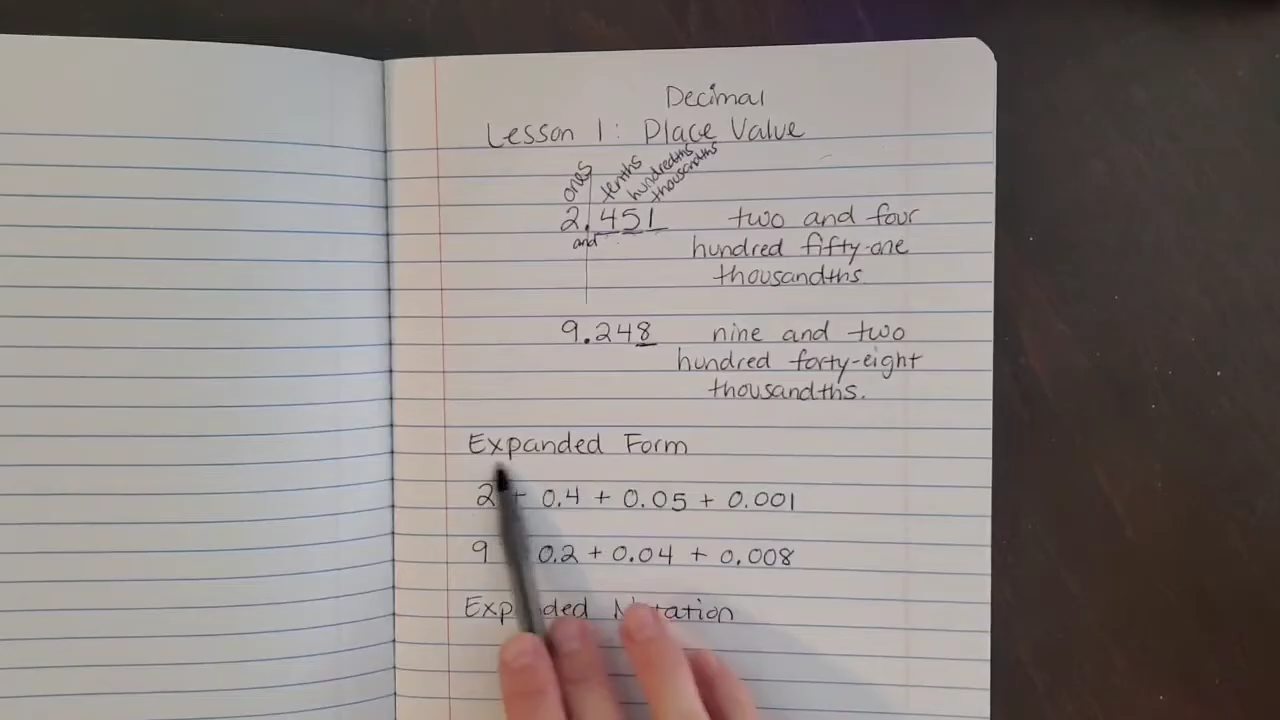 Decimal
Lesson 1: Place Value
ones tenths hundredths thousandths
2.451 two and four
and
hundred fifty-one
thousandths.
9.248 nine and two
hundred forty-eight
thousandths.
Expanded Form
2 + 0.4 + 0.05 + 0.001
9 0.2 + 0.04 + 0.008
Expanded Notation